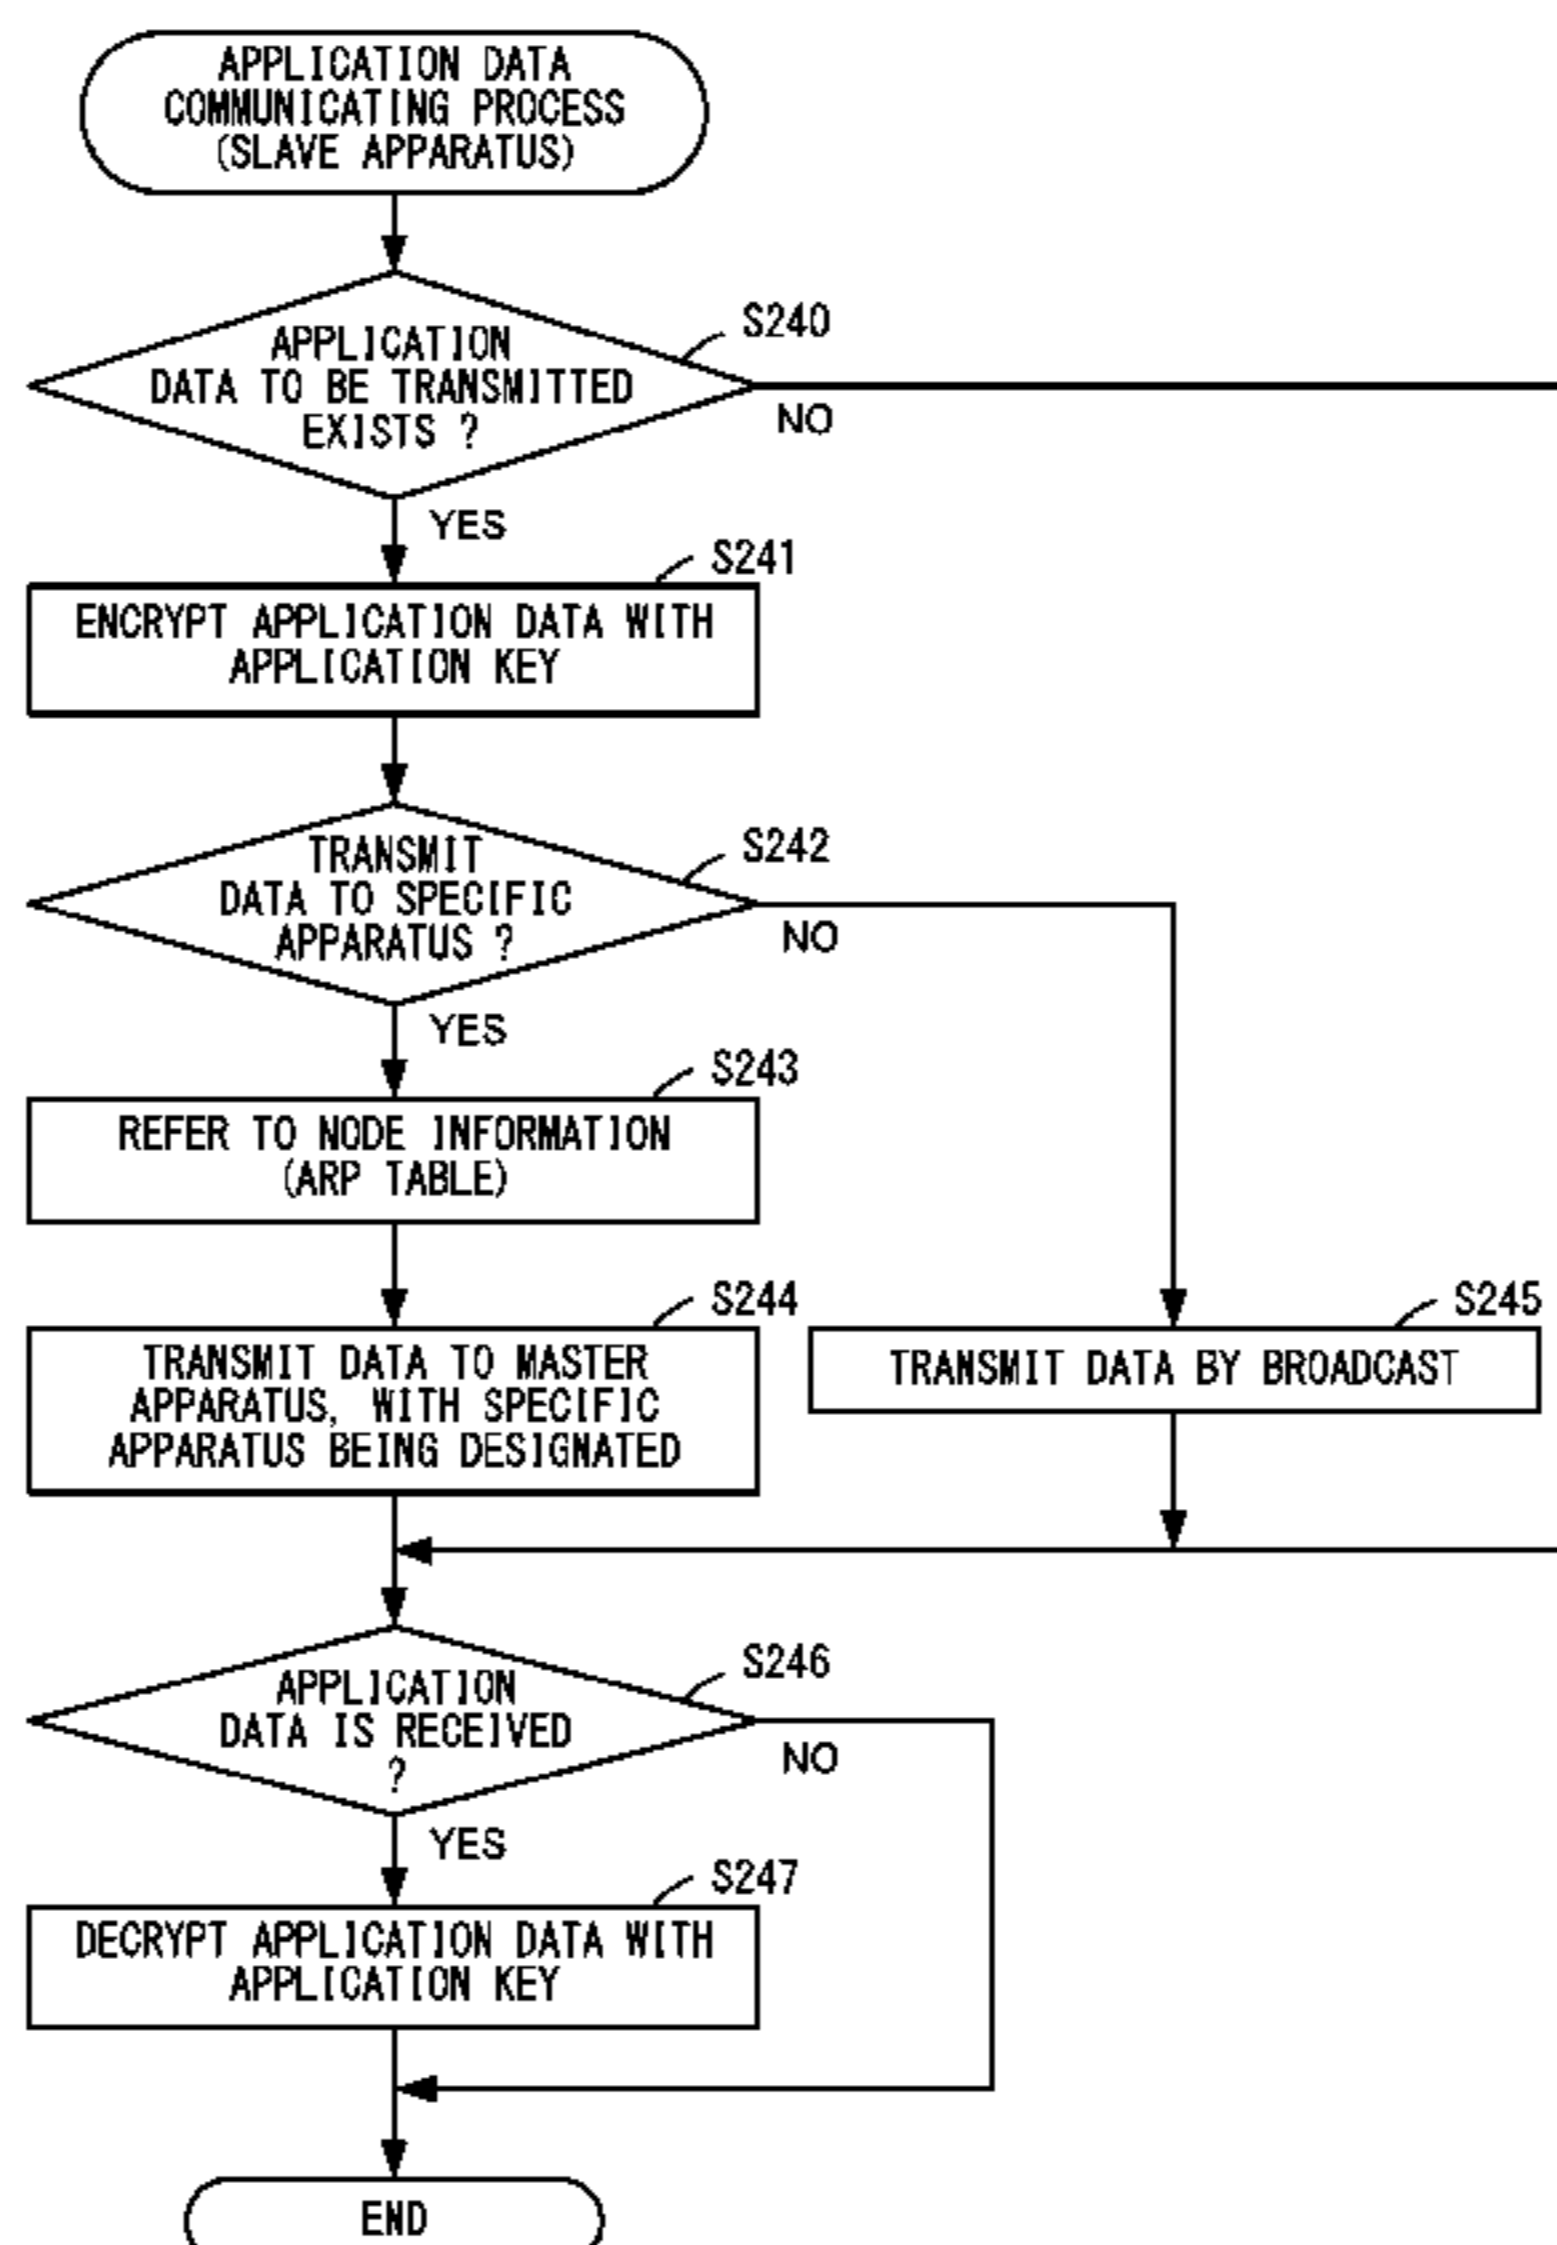 APPLICATION DATA
COMMUNICATING PROCESS
(SLAVE APPARATUS)
S240
APPLICATION
DATA TO BE TRANSMITTED
EXISTS ?
NO
YES
S241
ENCRYPT APPLICATION DATA WITH
APPLICATION KEY
S242
TRANSMIT
DATA TO SPECIFIC
APPARATUS ?
NO
YES
S243
REFER TO NODE INFORMATION
(ARP TABLE)
S244
TRANSMIT DATA TO MASTER
APPARATUS, WITH SPECIFIC
APPARATUS BEING DESIGNATED
S245
TRANSMIT DATA BY BROADCAST
S246
APPLICATION
DATA IS RECEIVED
?
NO
YES
S247
DECRYPT APPLICATION DATA WITH
APPLICATION KEY
END